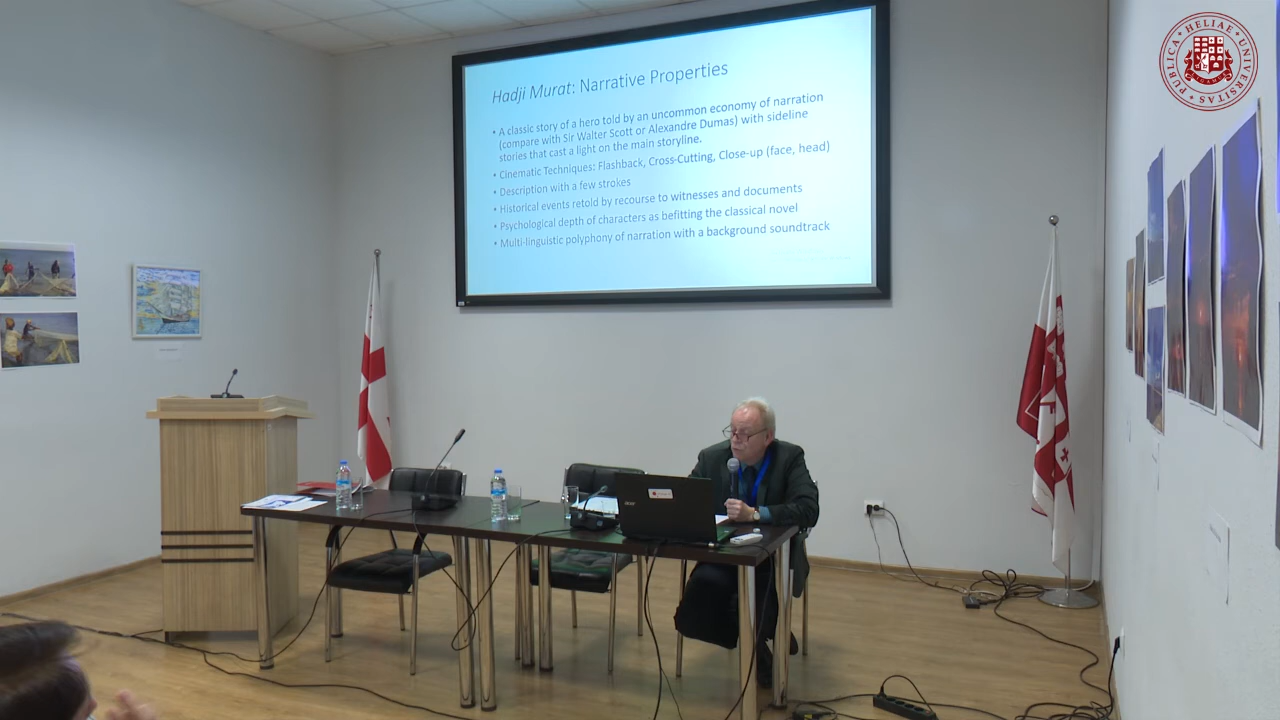 Hadji Murat: Narrative Properties
• A classic story of a hero told by an uncommon economy of narration
(compare with Sir Walter Scott or Alexandre Dumas) with sideline
stories that cast a light on the main storyline.
• Cinematic Techniques: Flashback, Cross-Cutting, Close-up (face, head)
• Description with a few strokes
• Historical events retold by recourse to witnesses and documents
• Psychological depth of characters as befitting the classical novel
• Multi-linguistic polyphony of narration with a background soundtrack
PUBLICA HELIAE UNIVERSITAS
acer